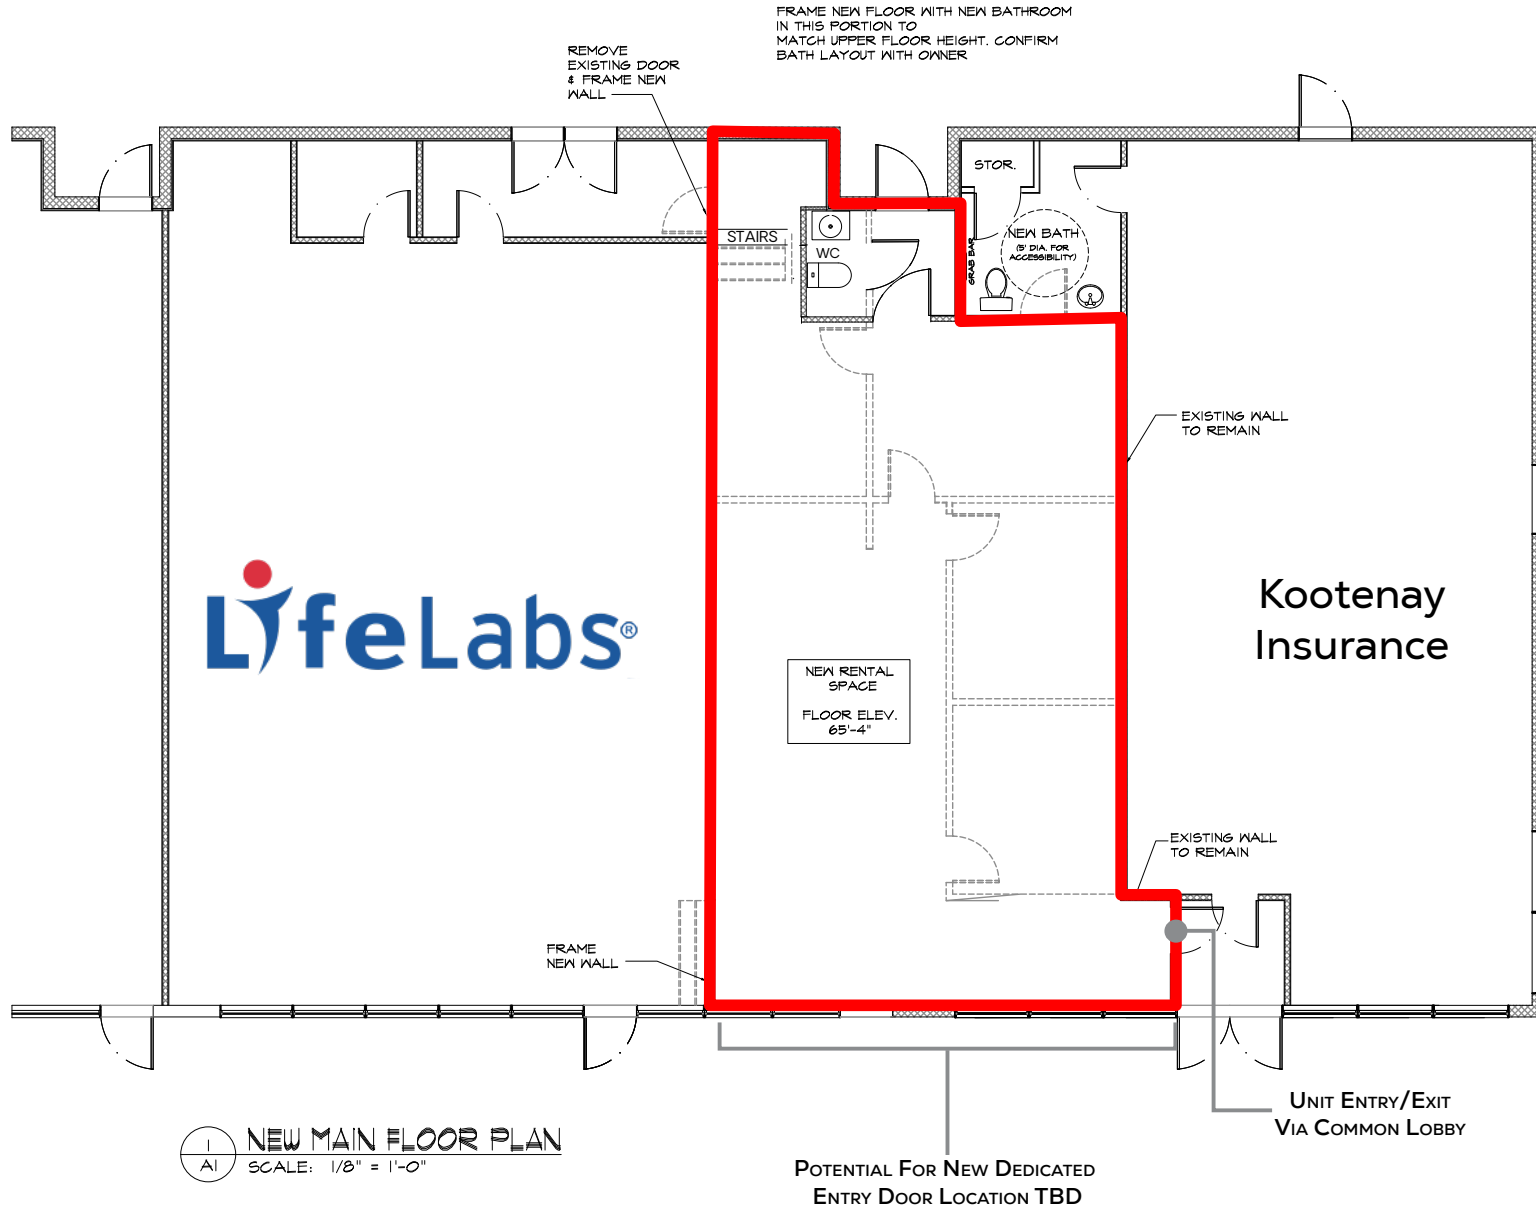 FRAME NEW FLOOR WITH NEW BATHROOM
IN THIS PORTION TO
MATCH UPPER FLOOR HEIGHT. CONFIRM
BATH LAYOUT WITH OWNER
REMOVE
EXISTING DOOR
& FRAME NEW
WALL
STOR.
STAIRS
WC
GRAB BAR
NEW BATH
(5' DIA. FOR
ACCESSIBILITY)
EXISTING WALL
TO REMAIN
LifeLabs®
Kootenay
Insurance
NEW RENTAL
SPACE
FLOOR ELEV.
65'-4"
EXISTING WALL
TO REMAIN
FRAME
NEW WALL
Unit Entry/Exit
Via Common Lobby
1
A1
NEW MAIN FLOOR PLAN
SCALE: 1/8" = 1'-0"
Potential For New Dedicated
Entry Door Location TBD